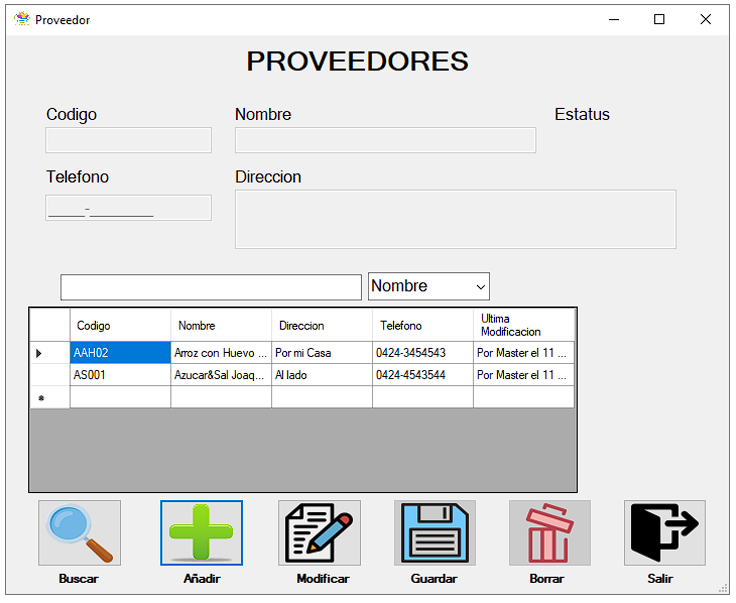 Proveedor
PROVEEDORES
Codigo Nombre Estatus
Telefono Direccion
____-_______
Nombre
Codigo Nombre Direccion Telefono Ultima
Modificacion
AAH02 Arroz con Huevo ... Por mi Casa 0424-3454543 Por Master el 11 ...
AS001 Azucar&Sal Joaq... Al lado 0424-4543544 Por Master el 11 ...
*
Buscar Añadir Modificar Guardar Borrar Salir